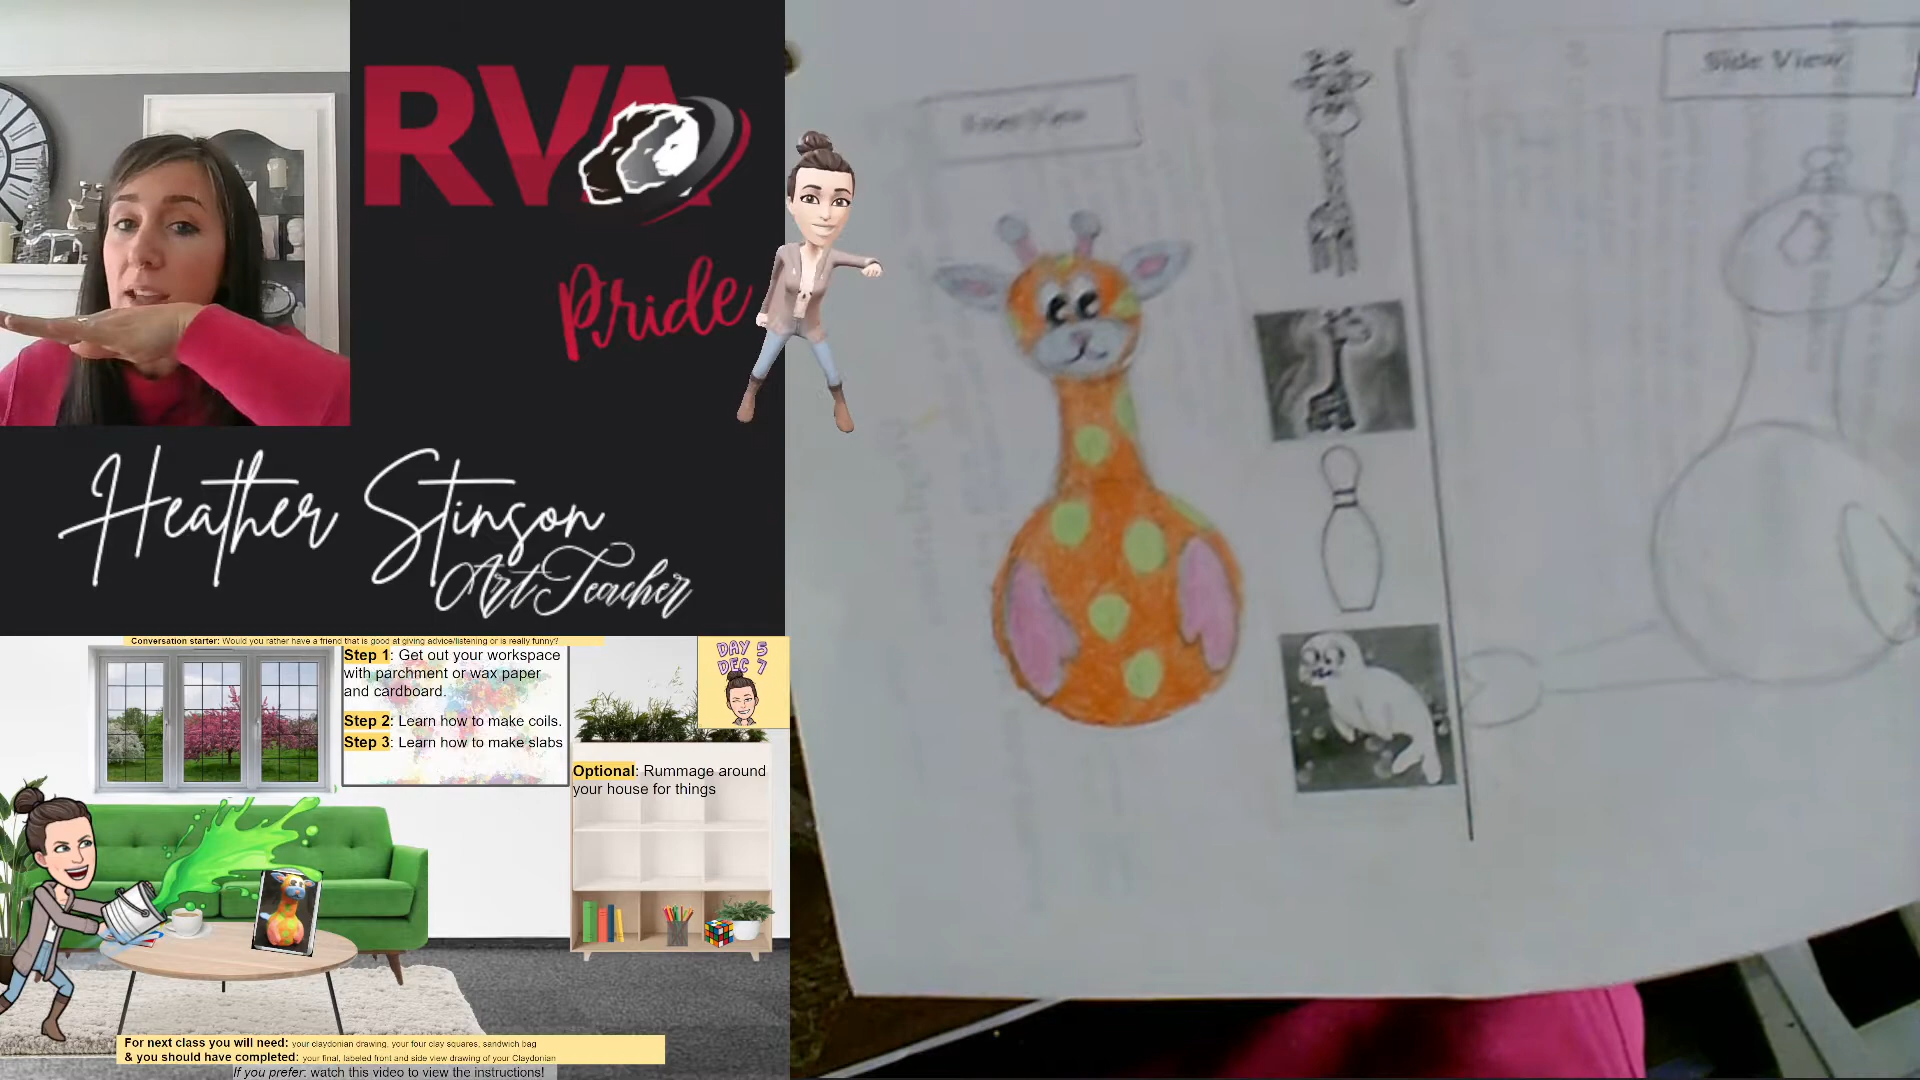 RVA
Pride
Heather Stinson
Art Teacher
Conversation starter: Would you rather have a friend that is good at giving advice/listening or is really funny?
Step 1: Get out your workspace
with parchment or wax paper
and cardboard.
Step 2: Learn how to make coils.
Step 3: Learn how to make slabs
DAY 5
DEC 7
Optional: Rummage around
your house for things
For next class you will need: your claydonian drawing, your four clay squares, sandwich bag
& you should have completed: your final, labeled front and side view drawing of your Claydonian
If you prefer: watch this video to view the instructions!
Front View
Side View